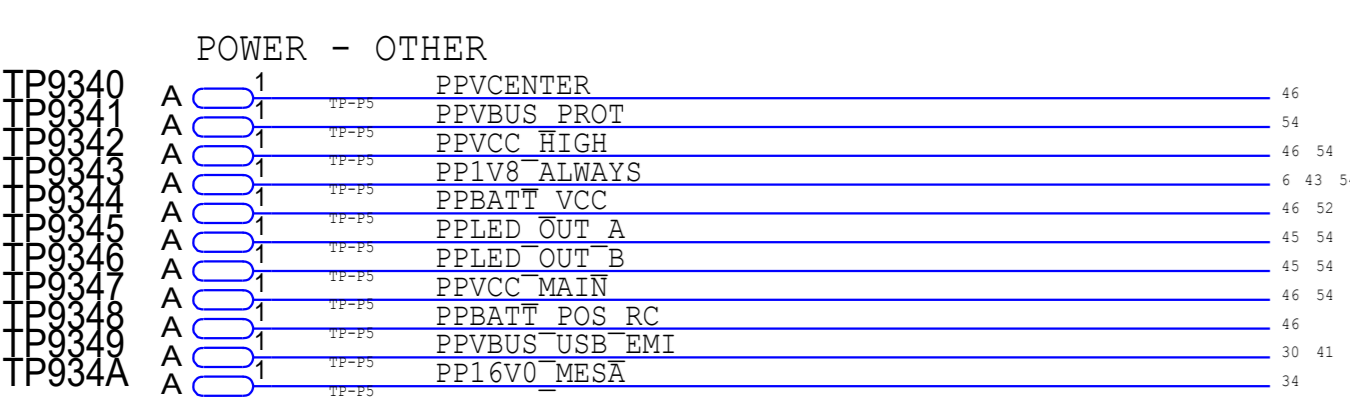 POWER - OTHER
TP9340 A 1 TP-P5 PPVCENTER 46
TP9341 A 1 TP-P5 PPVBUS_PROT 54
TP9342 A 1 TP-P5 PPVCC_HIGH 46 54
TP9343 A 1 TP-P5 PP1V8_ALWAYS 6 43 54
TP9344 A 1 TP-P5 PPBATT_VCC 46 52
TP9345 A 1 TP-P5 PPLED_OUT_A 45 54
TP9346 A 1 TP-P5 PPLED_OUT_B 45 54
TP9347 A 1 TP-P5 PPVCC_MAIN 46 54
TP9348 A 1 TP-P5 PPBATT_POS_RC 46
TP9349 A 1 TP-P5 PPVBUS_USB_EMI 30 41
TP934A A 1 TP-P5 PP16V0_MESA 34